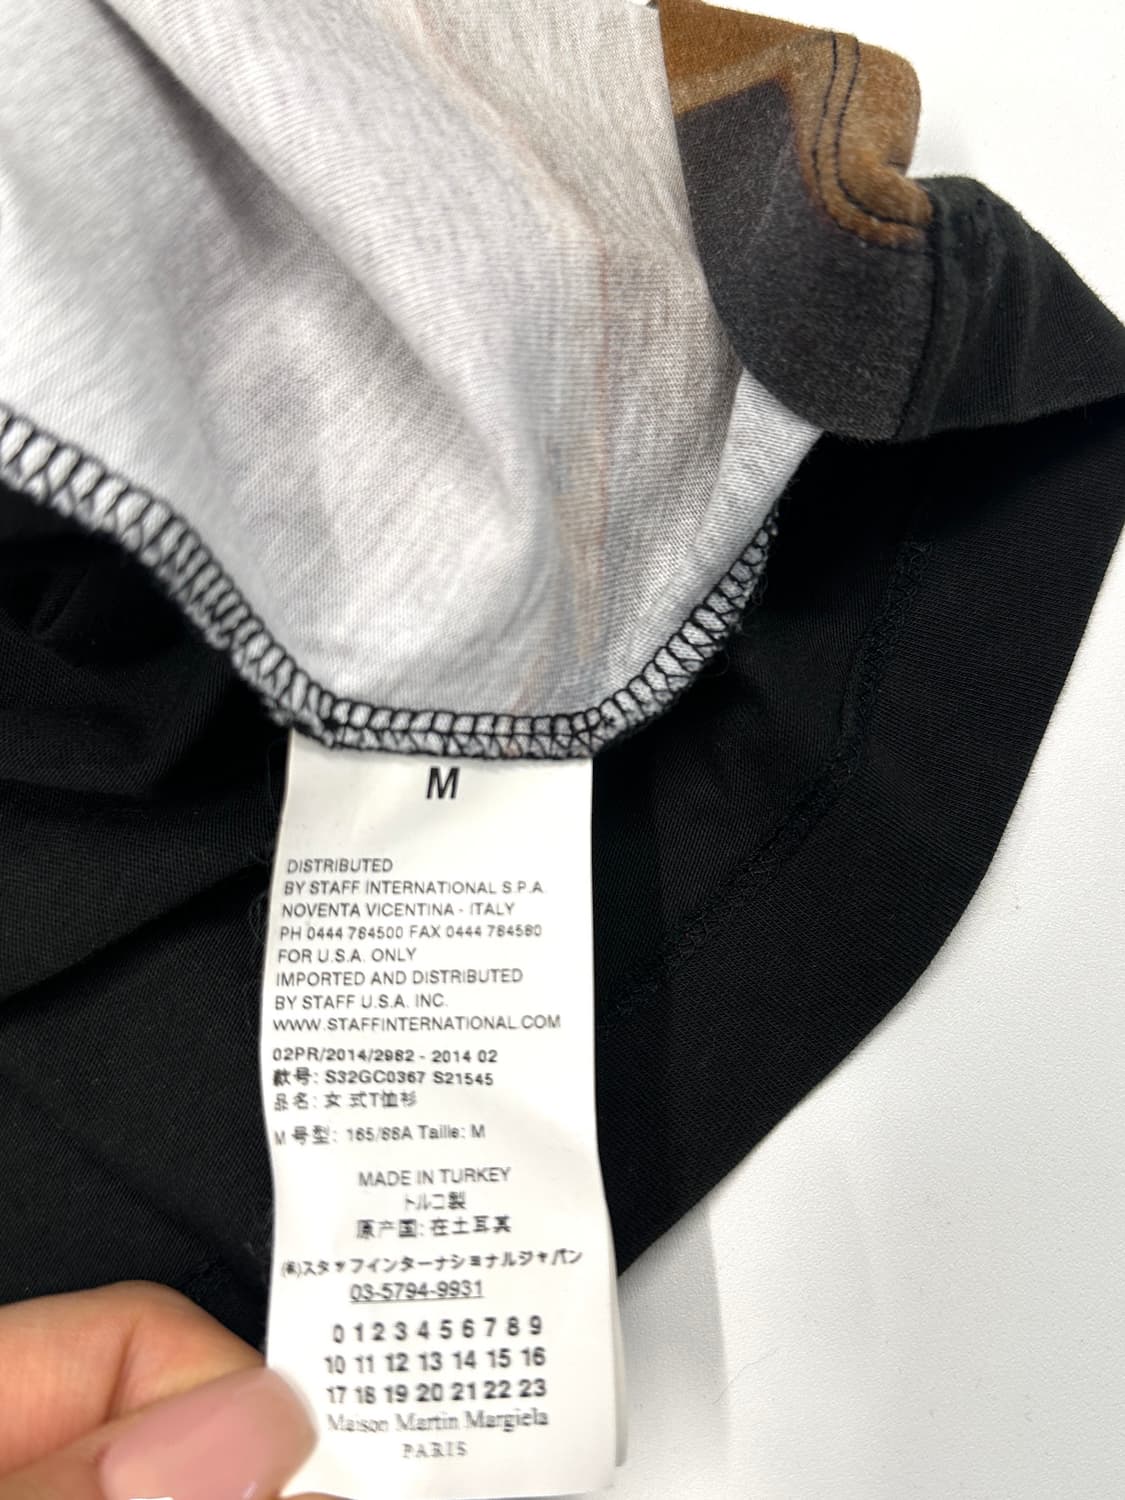 M
DISTRIBUTED
BY STAFF INTERNATIONAL S.P.A.
NOVENTA VICENTINA - ITALY
PH 0444 784500 FAX 0444 784580
FOR U.S.A. ONLY
IMPORTED AND DISTRIBUTED
BY STAFF U.S.A. INC.
WWW.STAFFINTERNATIONAL.COM
02PR/2014/2982 - 2014 02
款号: S32GC0367 S21545
品名: 女 式T恤衫
M 号型: 165/88A Taille: M
MADE IN TURKEY
トルコ製
原产国: 在土耳其
(株)スタッフインターナショナルジャパン
03-5794-9931
0 1 2 3 4 5 6 7 8 9
10 11 12 13 14 15 16
17 18 19 20 21 22 23
Maison Martin Margiela
PARIS